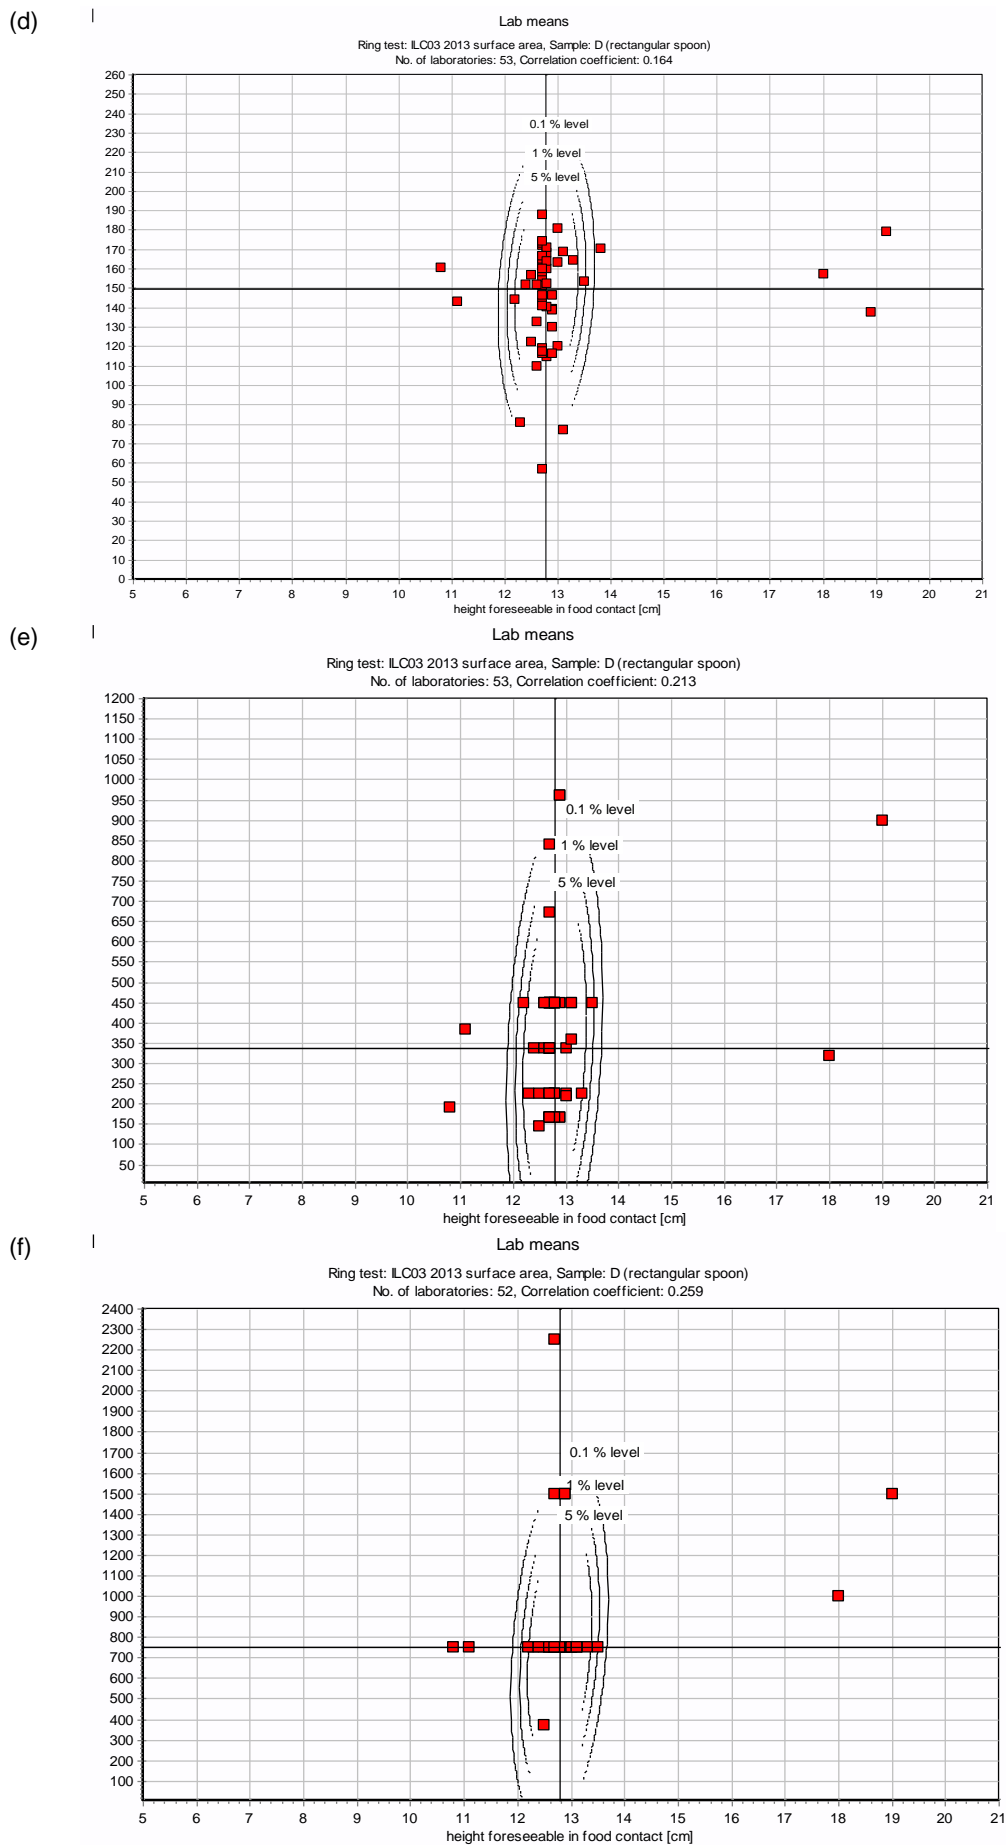 (d)
Lab means
Ring test: ILC03 2013 surface area, Sample: D (rectangular spoon)
No. of laboratories: 53, Correlation coefficient: 0.164
260
250
240
230
220
210
200
190
180
170
160
150
140
130
120
110
100
90
80
70
60
50
40
30
20
10
0
0.1 % level
1 % level
5 % level
5 6 7 8 9 10 11 12 13 14 15 16 17 18 19 20 21
height foreseeable in food contact [cm]
(e)
Lab means
Ring test: ILC03 2013 surface area, Sample: D (rectangular spoon)
No. of laboratories: 53, Correlation coefficient: 0.213
1200
1150
1100
1050
1000
950
900
850
800
750
700
650
600
550
500
450
400
350
300
250
200
150
100
50
0.1 % level
1 % level
5 % level
5 6 7 8 9 10 11 12 13 14 15 16 17 18 19 20 21
height foreseeable in food contact [cm]
(f)
Lab means
Ring test: ILC03 2013 surface area, Sample: D (rectangular spoon)
No. of laboratories: 52, Correlation coefficient: 0.259
2400
2300
2200
2100
2000
1900
1800
1700
1600
1500
1400
1300
1200
1100
1000
900
800
700
600
500
400
300
200
100
0.1 % level
1 % level
5 % level
5 6 7 8 9 10 11 12 13 14 15 16 17 18 19 20 21
height foreseeable in food contact [cm]